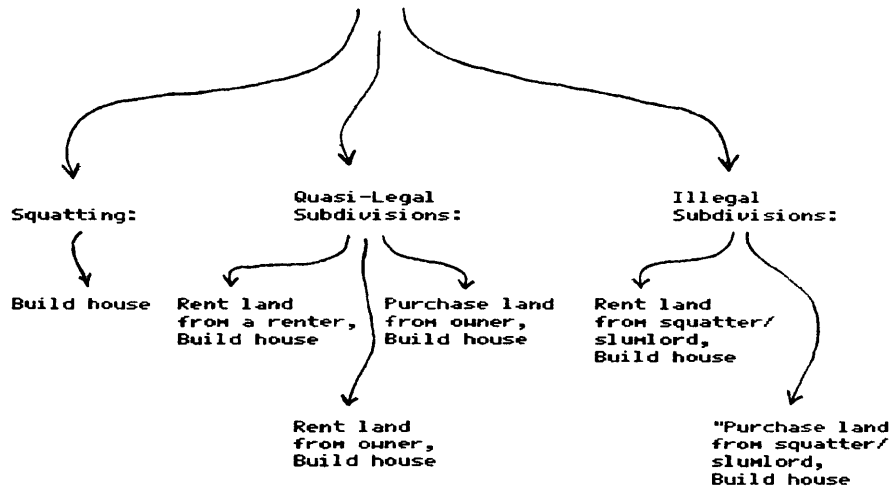 Squatting:
Quasi-Legal
Subdivisions:
Illegal
Subdivisions:
Build house
Rent land
from a renter,
Build house
Purchase land
from owner,
Build house
Rent land
from squatter/
slumlord,
Build house
Rent land
from owner,
Build house
"Purchase land
from squatter/
slumlord,
Build house